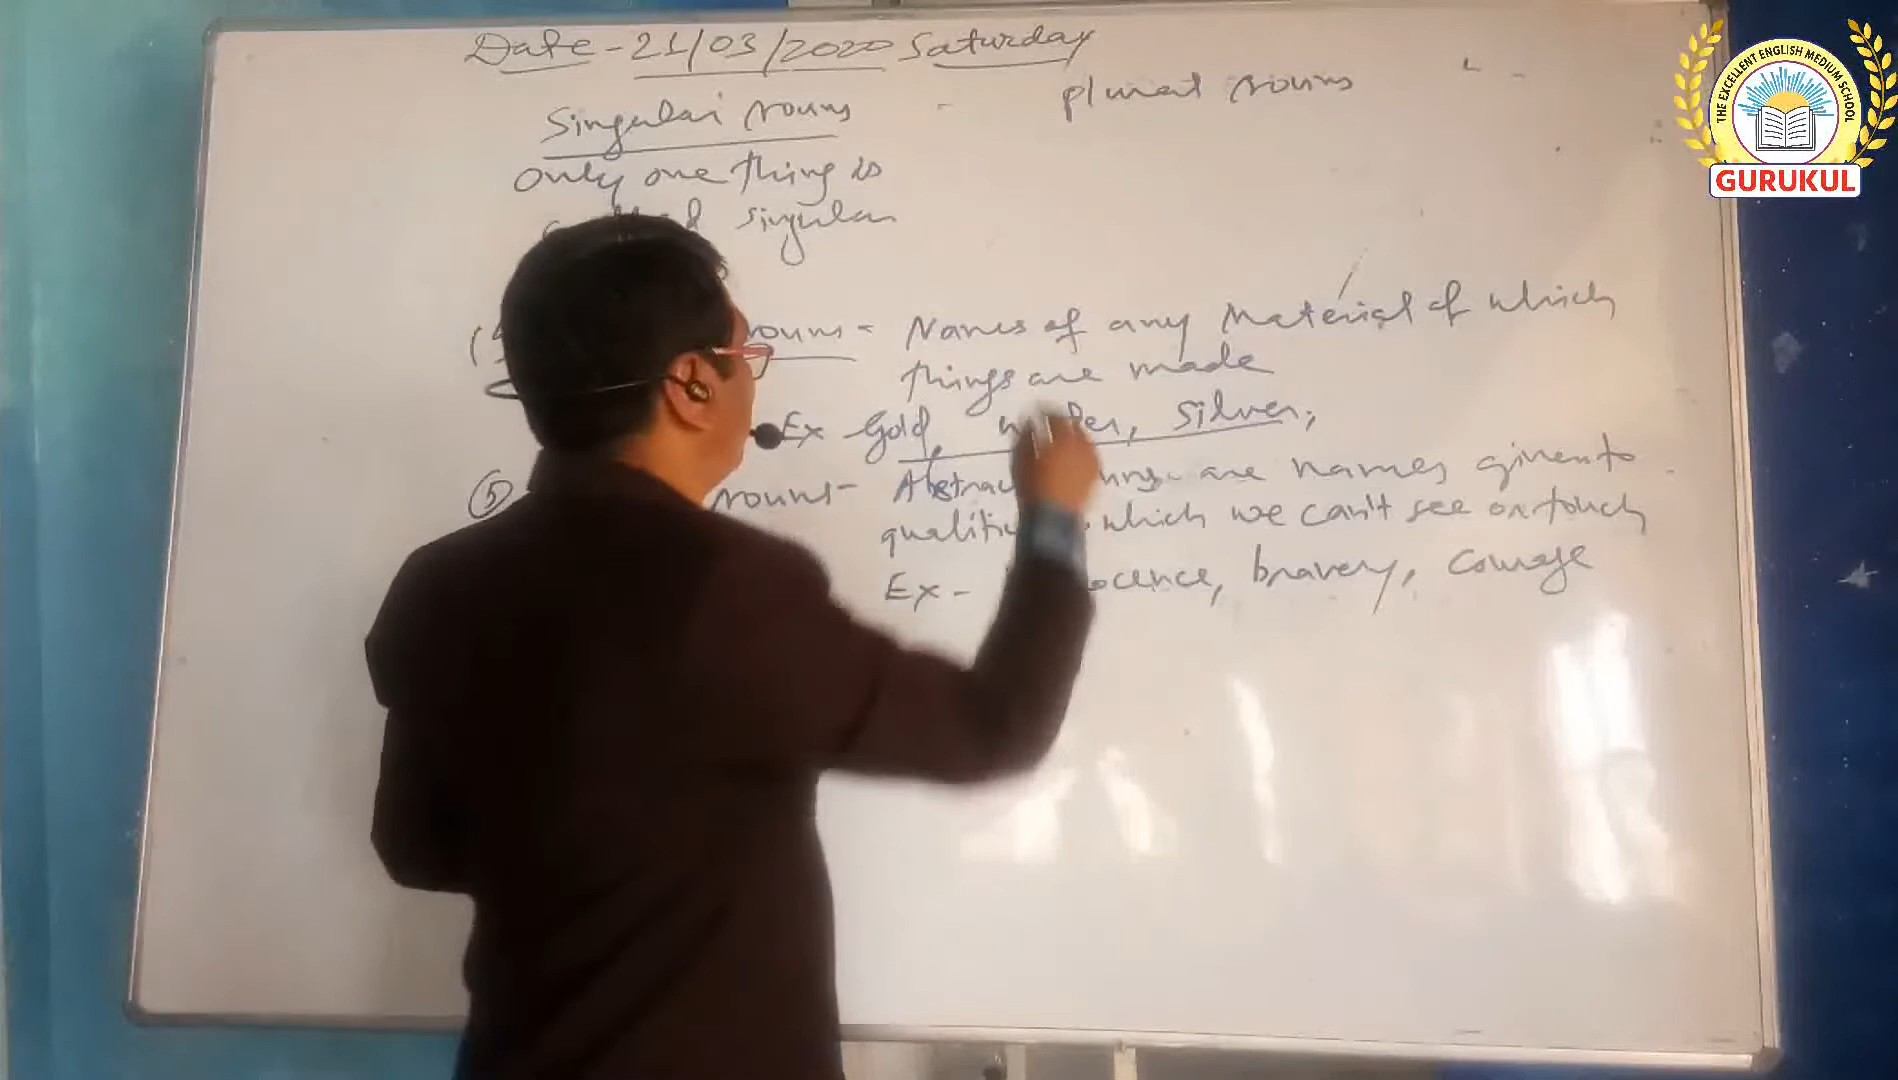 Date - 21/03/2020 Saturday
Singular nouns - plural nouns
only one thing is
singular
nouns - Names of any Material of which
things are made
Ex Gold, Silver,
5 nouns - are names given to
which we can't see or touch
Ex - bravery, Courage
THE EXCELLENT ENGLISH MEDIUM SCHOOL
GURUKUL